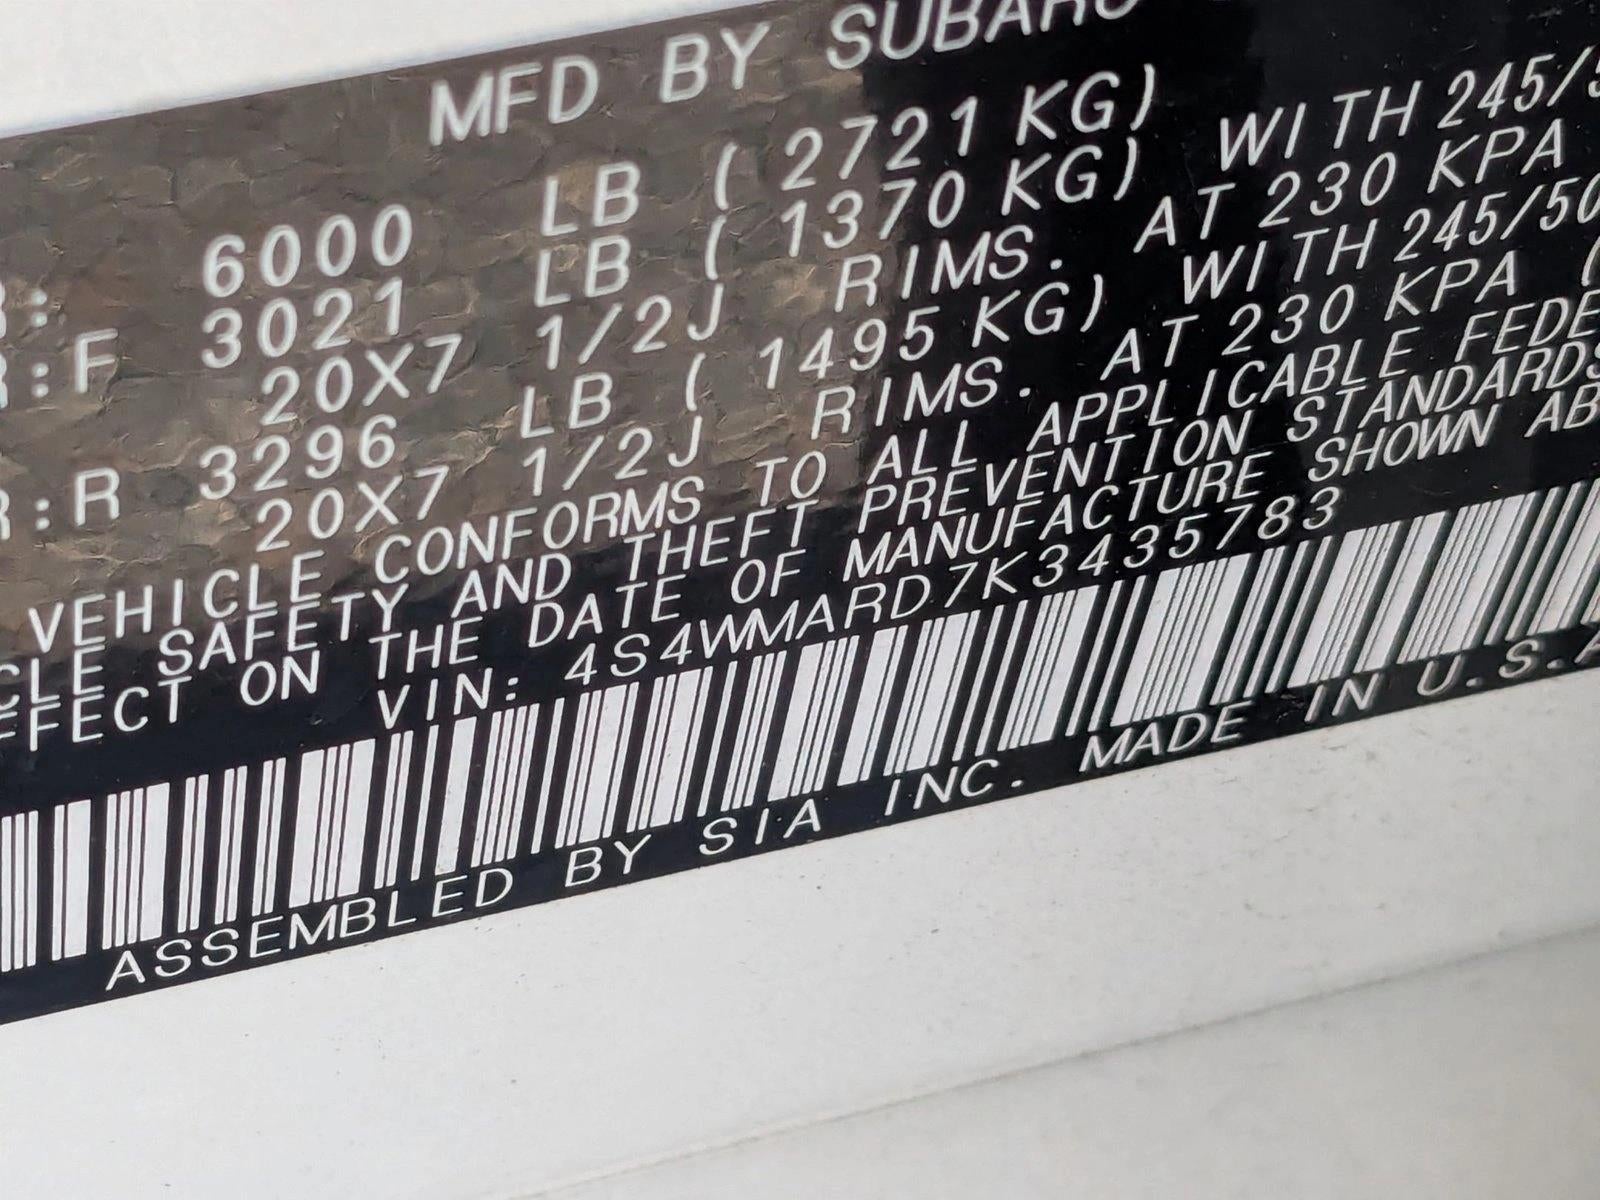 MFD BY SUBARU
6000 LB ( 2721 KG)
R:F 3021 LB ( 1370 KG) WITH 245/5
20X7 1/2J RIMS. AT 230 KPA
R:R 3296 LB ( 1495 KG) WITH 245/50
20X7 1/2J RIMS. AT 230 KPA (
VEHICLE CONFORMS TO ALL APPLICABLE FEDE
CLE SAFETY AND THEFT PREVENTION STANDARDS
FFECT ON THE DATE OF MANUFACTURE SHOWN AB
VIN: 4S4WMARD7K3435783
ASSEMBLED BY SIA INC. MADE IN U.S.A